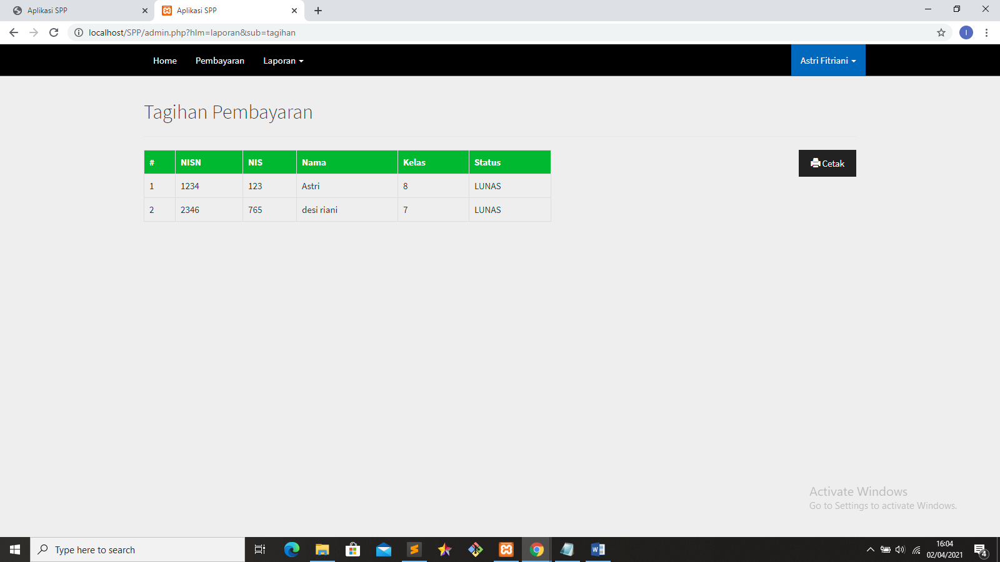 Aplikasi SPP
Aplikasi SPP
localhost/SPP/admin.php?hlm=laporan&sub=tagihan
I
Home Pembayaran Laporan Astri Fitriani
Tagihan Pembayaran
# NISN NIS Nama Kelas Status
1 1234 123 Astri 8 LUNAS
2 2346 765 desi riani 7 LUNAS
Cetak
Activate Windows
Go to Settings to activate Windows.
Type here to search
16:04
02/04/2021
4